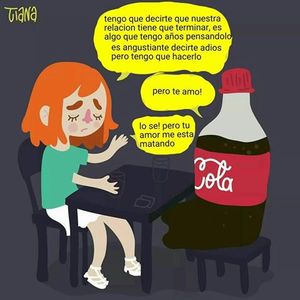 TIANA
tengo que decirte que nuestra
relacion tiene que terminar, es
algo que tengo años pensandolo
es angustiante decirte adios
pero tengo que hacerlo
pero te amo!
lo se! pero tu
amor me esta
matando
Cola